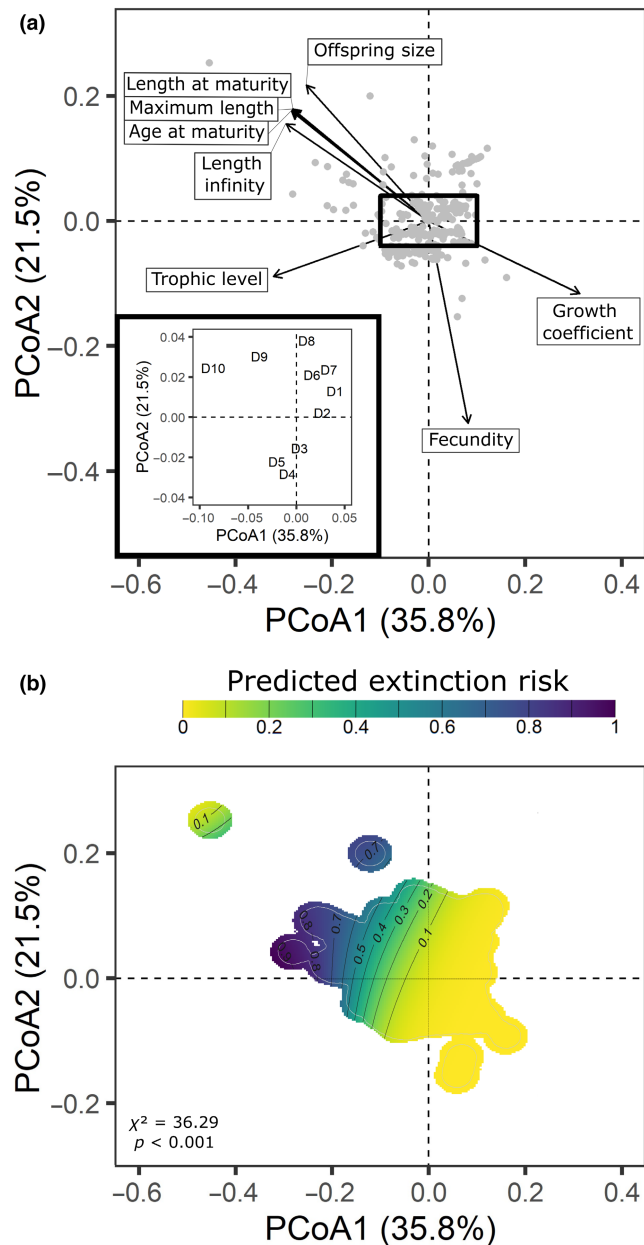 (a)
Offspring size
Length at maturity
Maximum length
Age at maturity
Length
infinity
Trophic level
Growth
coefficient
Fecundity
PCoA2 (21.5%)
0.2
0.0
−0.2
−0.4
0.04
0.02
0.00
−0.02
−0.04
PCoA2 (21.5%)
D8
D9
D10
D7
D6
D1
D2
D3
D5
D4
−0.10
−0.05
0.00
0.05
PCoA1 (35.8%)
−0.6
−0.4
−0.2
0.0
0.2
0.4
PCoA1 (35.8%)
(b)
Predicted extinction risk
0
0.2
0.4
0.6
0.8
1
PCoA2 (21.5%)
0.2
0.0
−0.2
0.1
0.7
0.8
0.7
0.9
0.8
0.5
0.4
0.3
0.2
0.1
χ² = 36.29
p < 0.001
−0.6
−0.4
−0.2
0.0
0.2
0.4
PCoA1 (35.8%)